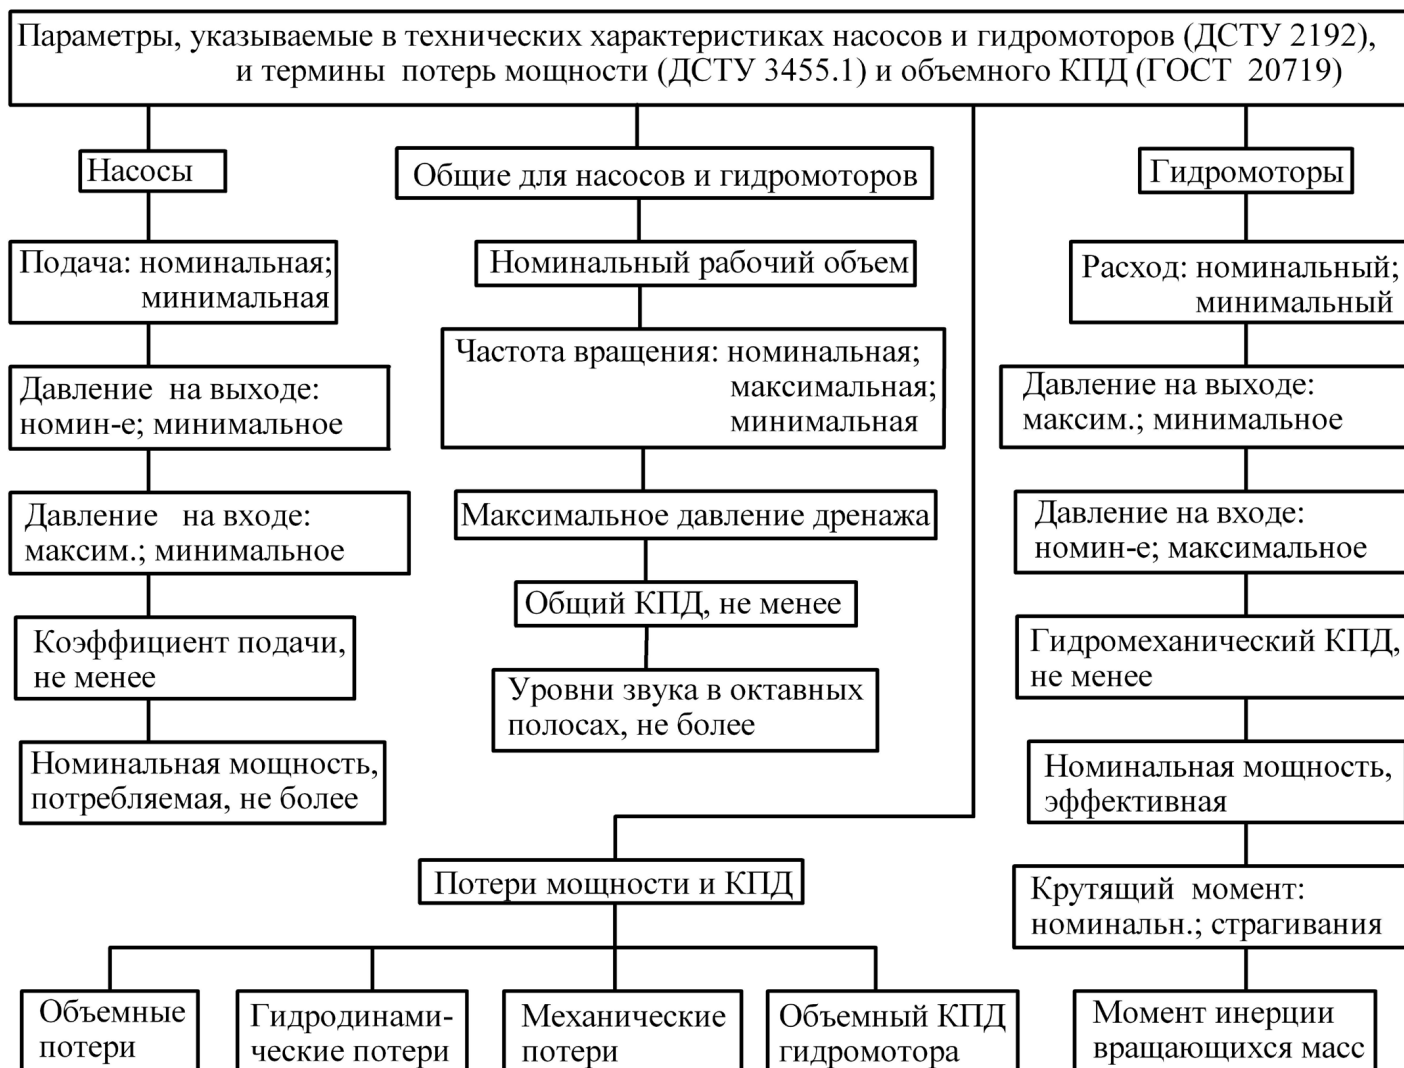 Параметры, указываемые в технических характеристиках насосов и гидромоторов (ДСТУ 2192),
и термины потерь мощности (ДСТУ 3455.1) и объемного КПД (ГОСТ 20719)
Насосы
Подача: номинальная;
минимальная
Давление на выходе:
номин-е; минимальное
Давление на входе:
максим.; минимальное
Коэффициент подачи,
не менее
Номинальная мощность,
потребляемая, не более
Общие для насосов и гидромоторов
Номинальный рабочий объем
Частота вращения: номинальная;
максимальная;
минимальная
Максимальное давление дренажа
Общий КПД, не менее
Уровни звука в октавных
полосах, не более
Гидромоторы
Расход: номинальный;
минимальный
Давление на выходе:
максим.; минимальное
Давление на входе:
номин-е; максимальное
Гидромеханический КПД,
не менее
Номинальная мощность,
эффективная
Крутящий момент:
номинальн.; страгивания
Момент инерции
вращающихся масс
Потери мощности и КПД
Объемные
потери
Гидродинами-
ческие потери
Механические
потери
Объемный КПД
гидромотора